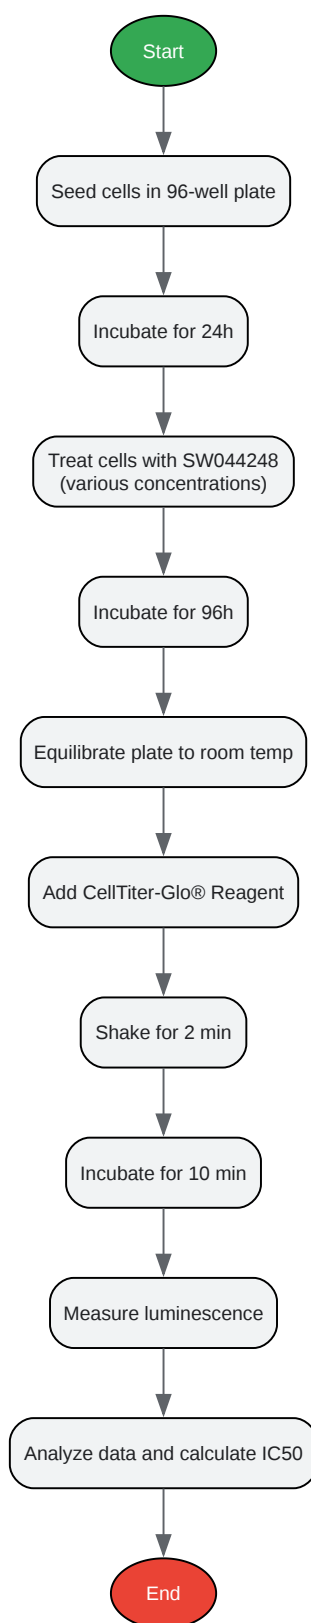 Start
Seed cells in 96-well plate
Incubate for 24h
Treat cells with SW044248
(various concentrations)
Incubate for 96h
Equilibrate plate to room temp
Add CellTiter-Glo® Reagent
Shake for 2 min
Incubate for 10 min
Measure luminescence
Analyze data and calculate IC50
End